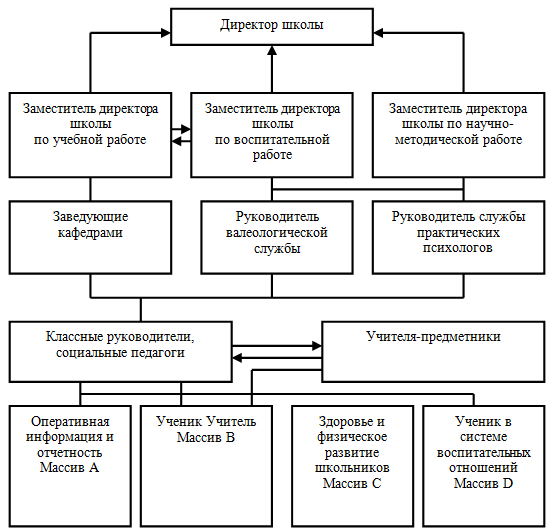 Директор школы
Заместитель директора
школы
по учебной работе
Заместитель директора
школы
по воспитательной
работе
Заместитель директора
школы по научно-
методической работе
Заведующие
кафедрами
Руководитель
валеологической
службы
Руководитель службы
практических
психологов
Классные руководители,
социальные педагоги
Учителя-предметники
Оперативная
информация и
отчетность
Массив А
Ученик Учитель
Массив В
Здоровье и
физическое
развитие
школьников
Массив С
Ученик в
системе
воспитательных
отношений
Массив D